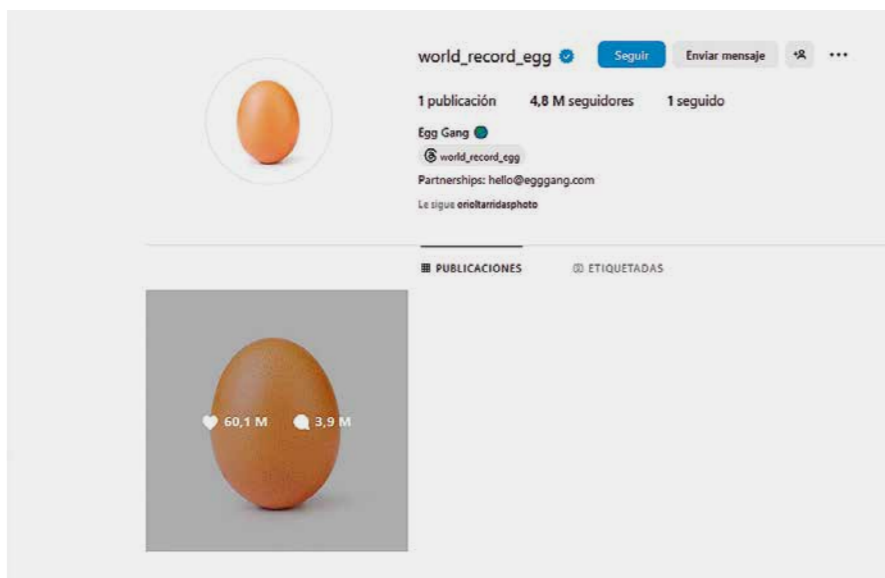 world_record_egg Seguir Enviar mensaje
1 publicación 4,8 M seguidores 1 seguido
Egg Gang
world_record_egg
Partnerships: hello@egggang.com
Le sigue orioltarridasphoto
PUBLICACIONES ETIQUETADAS
60,1 M 3,9 M